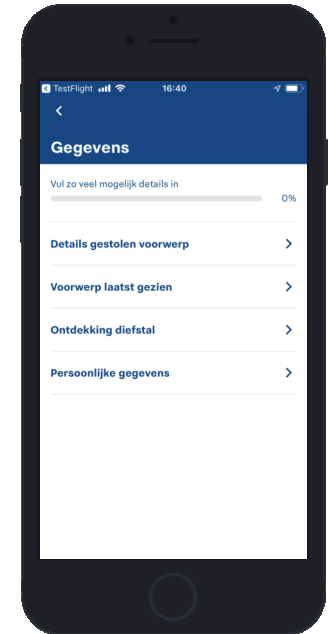 TestFlight 16:40
Gegevens
Vul zo veel mogelijk details in
0%
Details gestolen voorwerp
Voorwerp laatst gezien
Ontdekking diefstal
Persoonlijke gegevens